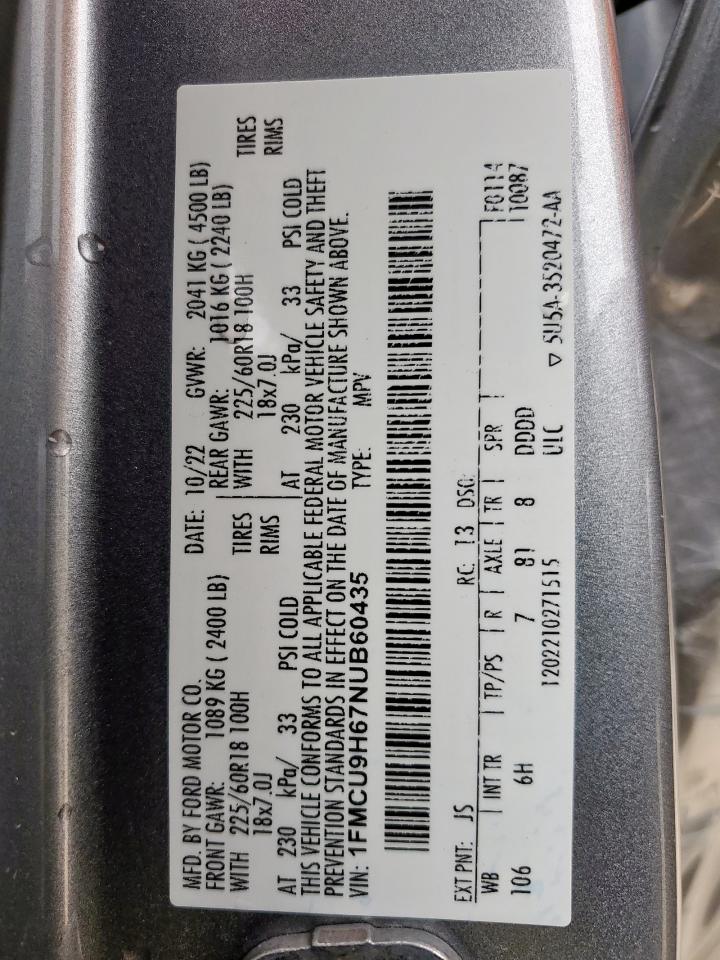 MFD. BY FORD MOTOR CO. DATE: 10/22 GVWR: 2041 KG ( 4500 LB)
FRONT GAWR: 1089 KG ( 2400 LB) REAR GAWR: 1016 KG ( 2240 LB)
WITH 225/60R18 100H TIRES WITH 225/60R18 100H TIRES
18x7.0J RIMS 18x7.0J RIMS
AT 230 kPa/ 33 PSI COLD AT 230 kPa/ 33 PSI COLD
THIS VEHICLE CONFORMS TO ALL APPLICABLE FEDERAL MOTOR VEHICLE SAFETY AND THEFT
PREVENTION STANDARDS IN EFFECT ON THE DATE OF MANUFACTURE SHOWN ABOVE.
VIN: 1FMCU9H67NUB60435 TYPE: MPV
EXT PNT: JS RC: 13 DSO:
WB INT TR TP/PS R AXLE TR SPR F0114
106 6H 7 81 8 DDDD 10087
1202210271515 ULC ▽ 5U5A-3520472-AA